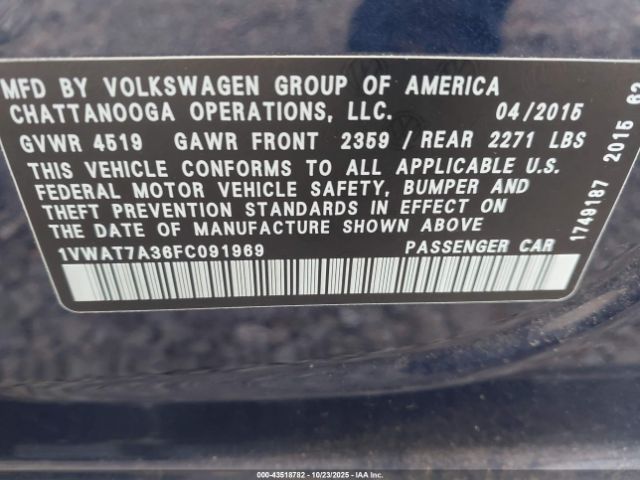 MFD BY VOLKSWAGEN GROUP OF AMERICA
CHATTANOOGA OPERATIONS, LLC. 04/2015
GVWR 4519 GAWR FRONT 2359 / REAR 2271 LBS
THIS VEHICLE CONFORMS TO ALL APPLICABLE U.S.
FEDERAL MOTOR VEHICLE SAFETY, BUMPER AND
THEFT PREVENTION STANDARDS IN EFFECT ON
THE DATE OF MANUFACTURE SHOWN ABOVE
1VWAT7A36FC091969 PASSENGER CAR
1749187 2015
000-43518782 10/23/2025 IAAI.COM